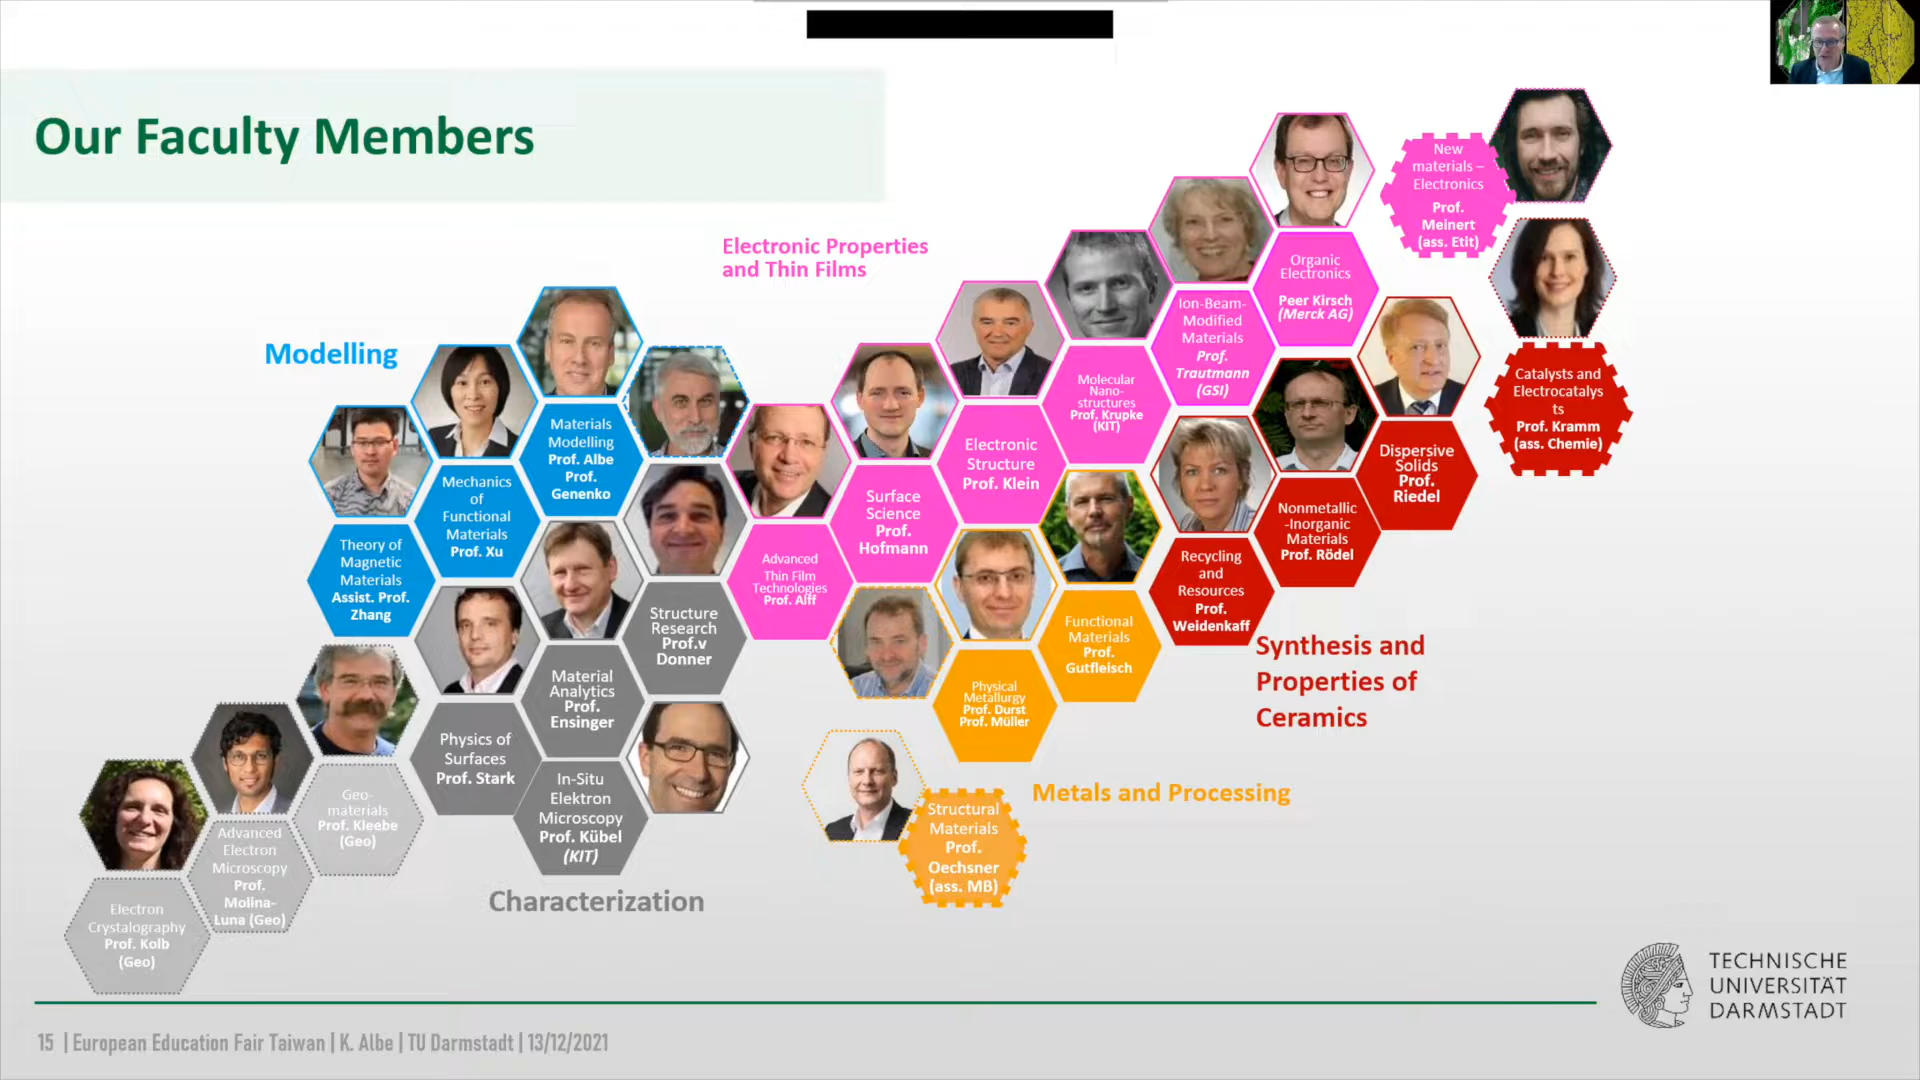 Our Faculty Members
Modelling
Theory of
Magnetic
Materials
Assist. Prof.
Zhang
Mechanics
of
Functional
Materials
Prof. Xu
Materials
Modelling
Prof. Albe
Prof.
Genenko
Electronic Properties
and Thin Films
Advanced
Thin Film
Technologies
Prof. Alff
Surface
Science
Prof.
Hofmann
Electronic
Structure
Prof. Klein
Molecular
Nano-
structures
Prof. Krupke
(KIT)
Ion-Beam-
Modified
Materials
Prof.
Trautmann
(GSI)
Organic
Electronics
Peer Kirsch
(Merck AG)
New
materials –
Electronics
Prof.
Meinert
(ass. Etit)
Catalysts and
Electrocatalys
ts
Prof. Kramm
(ass. Chemie)
Dispersive
Solids
Prof.
Riedel
Nonmetallic
-Inorganic
Materials
Prof. Rödel
Recycling
and
Resources
Prof.
Weidenkaff
Synthesis and
Properties of
Ceramics
Functional
Materials
Prof.
Gutfleisch
Physical
Metallurgy
Prof. Durst
Prof. Müller
Metals and Processing
Structural
Materials
Prof.
Oechsner
(ass. MB)
Structure
Research
Prof.v
Donner
Material
Analytics
Prof.
Ensinger
Physics of
Surfaces
Prof. Stark
In-Situ
Elektron
Microscopy
Prof. Kübel
(KIT)
Geo-
materials
Prof. Kleebe
(Geo)
Advanced
Electron
Microscopy
Prof.
Molina-
Luna (Geo)
Electron
Crystalography
Prof. Kolb
(Geo)
Characterization
TECHNISCHE
UNIVERSITÄT
DARMSTADT
15 | European Education Fair Taiwan | K. Albe | TU Darmstadt | 13/12/2021